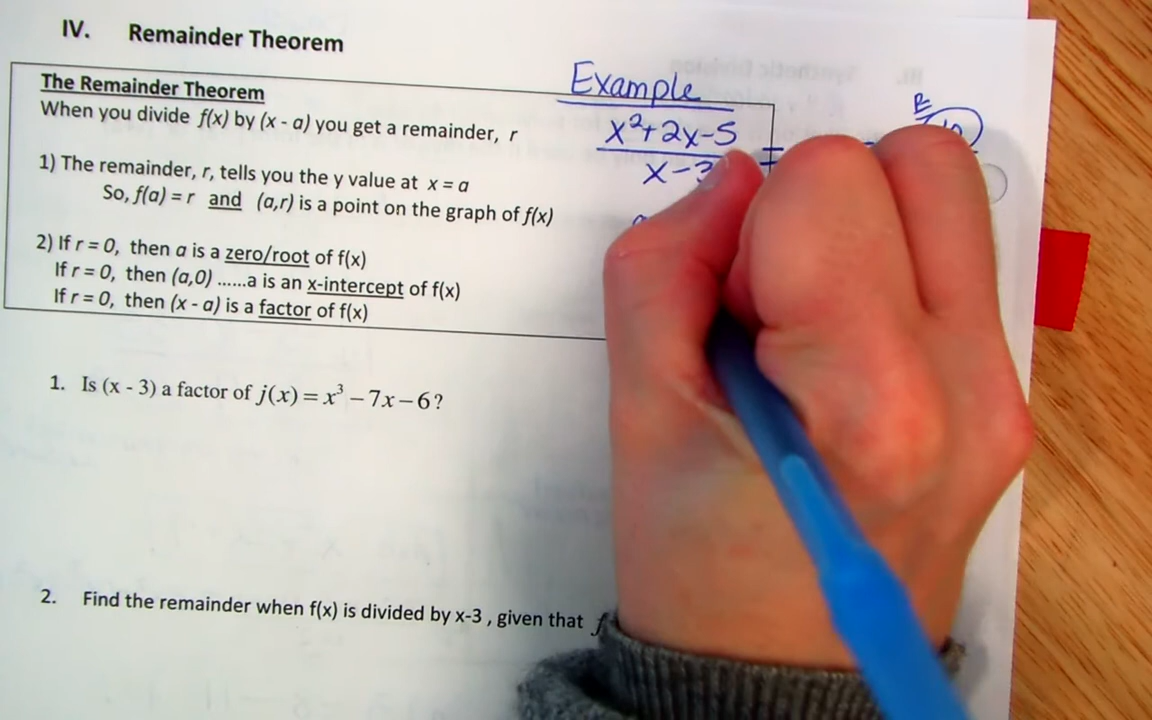 IV. Remainder Theorem
The Remainder Theorem
When you divide f(x) by (x - a) you get a remainder, r
1) The remainder, r, tells you the y value at x = a
So, f(a) = r and (a,r) is a point on the graph of f(x)
2) If r = 0, then a is a zero/root of f(x)
If r = 0, then (a,0) ......a is an x-intercept of f(x)
If r = 0, then (x - a) is a factor of f(x)
Example
x²+2x-5
x-3
=
R
1. Is (x - 3) a factor of j(x) = x³ – 7x – 6?
2. Find the remainder when f(x) is divided by x-3 , given that f